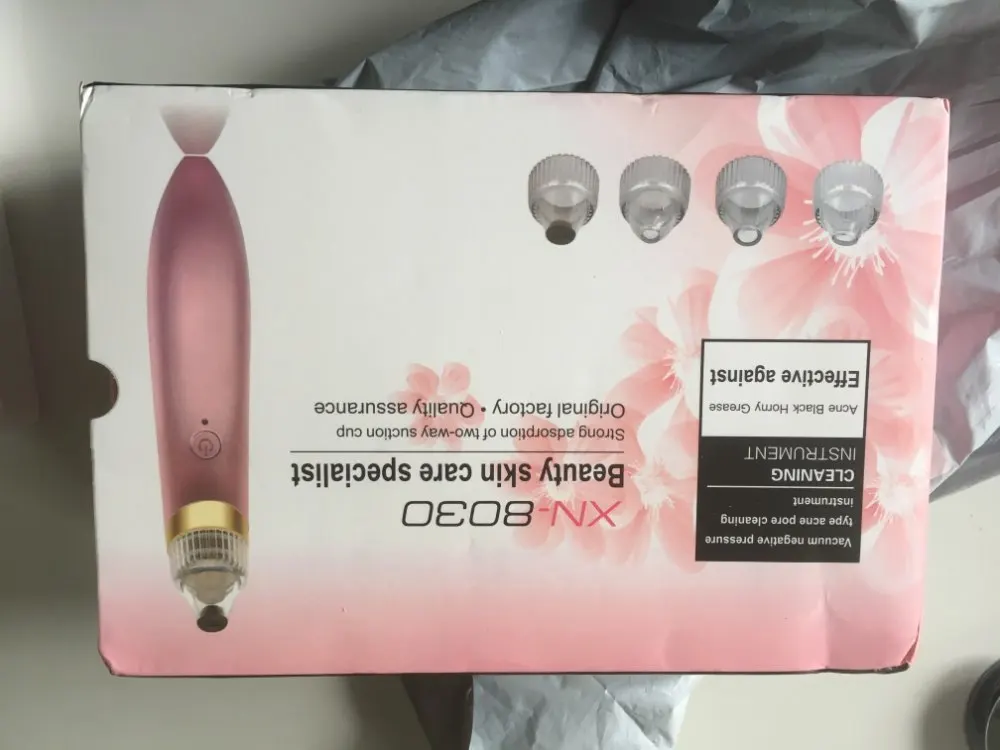 XN-8030
Beauty skin care specialist
Strong adsorption of two-way suction cup
Original factory • Quality assurance
Vacuum negative pressure
type acne pore cleaning
instrument
CLEANING
INSTRUMENT
Acne Black Horny Grease
Effective against